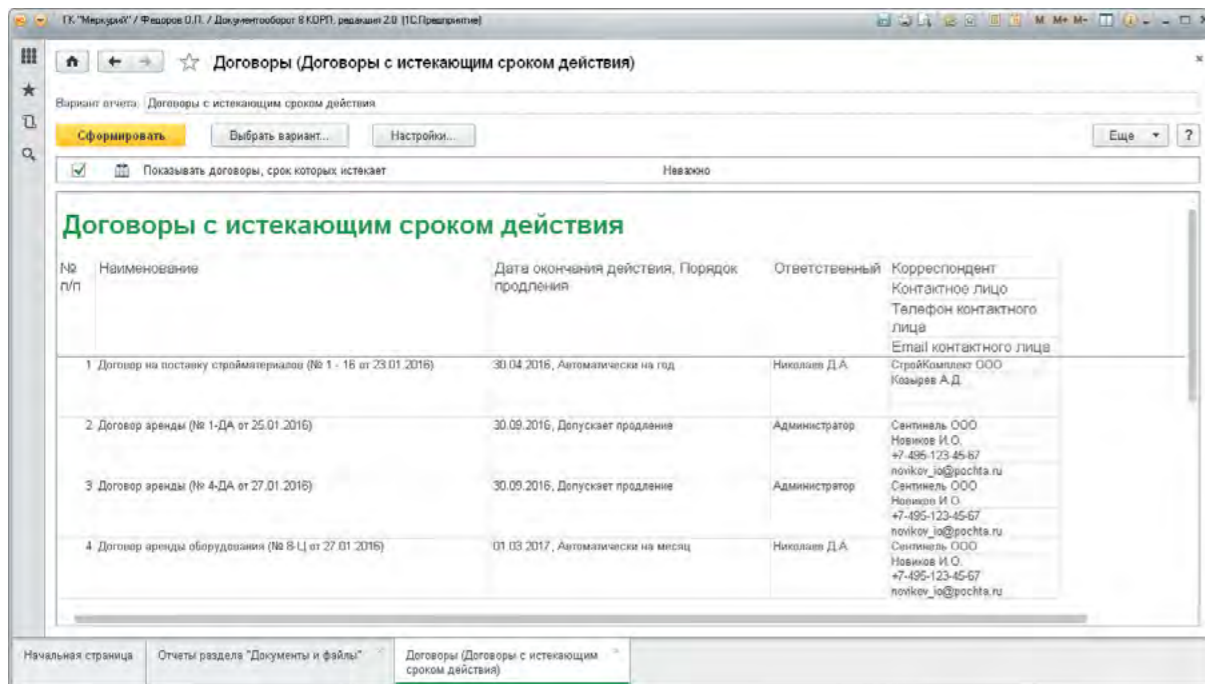 ГК "Меркурий" / Федоров О.П. / Документооборот 8 КОРП, редакция 2.0 (1С:Предприятие)
M M+ M-
Договоры (Договоры с истекающим сроком действия)
Вариант отчета: Договоры с истекающим сроком действия
Сформировать Выбрать вариант... Настройки... Еще ?
Показывать договоры, срок которых истекает Неважно
Договоры с истекающим сроком действия
№ Наименование Дата окончания действия, Порядок Ответственный Корреспондент
п/п продления Контактное лицо
Телефон контактного
лица
Email контактного лица
1 Договор на поставку стройматериалов (№ 1 - 16 от 23.01.2016) 30.04.2016, Автоматически на год Николаев Д.А. СтройКомплект ООО
Козырев А.Д.
2 Договор аренды (№ 1-ДА от 25.01.2016) 30.09.2016, Допускает продление Администратор Сентинель ООО
Новиков И.О.
+7-495-123-45-67
novikov_io@pochta.ru
3 Договор аренды (№ 4-ДА от 27.01.2016) 30.09.2016, Допускает продление Администратор Сентинель ООО
Новиков И.О.
+7-495-123-45-67
novikov_io@pochta.ru
4 Договор аренды оборудования (№ 8-Ц от 27.01.2016) 01.03.2017, Автоматически на месяц Николаев Д.А. Сентинель ООО
Новиков И.О.
+7-495-123-45-67
novikov_io@pochta.ru
Начальная страница Отчеты раздела "Документы и файлы" Договоры (Договоры с истекающим
сроком действия)